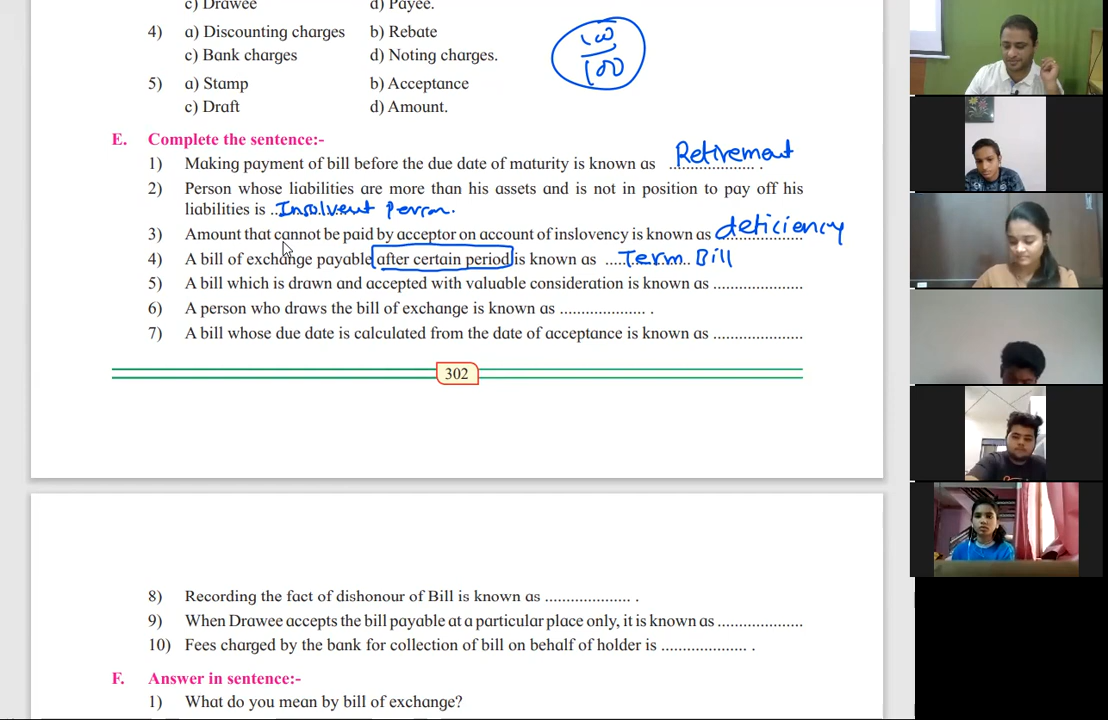 c) Drawee d) Payee.
4) a) Discounting charges b) Rebate
c) Bank charges d) Noting charges.
100
100
5) a) Stamp b) Acceptance
c) Draft d) Amount.
E. Complete the sentence:-
1) Making payment of bill before the due date of maturity is known as Retirement ..................... .
2) Person whose liabilities are more than his assets and is not in position to pay off his
liabilities is ..Insolvent Person.
3) Amount that cannot be paid by acceptor on account of inslovency is known as deficiency
4) A bill of exchange payable after certain period is known as .....Term Bill
5) A bill which is drawn and accepted with valuable consideration is known as .....................
6) A person who draws the bill of exchange is known as .................... .
7) A bill whose due date is calculated from the date of acceptance is known as .....................
302
8) Recording the fact of dishonour of Bill is known as .................... .
9) When Drawee accepts the bill payable at a particular place only, it is known as ....................
10) Fees charged by the bank for collection of bill on behalf of holder is .................... .
F. Answer in sentence:-
1) What do you mean by bill of exchange?